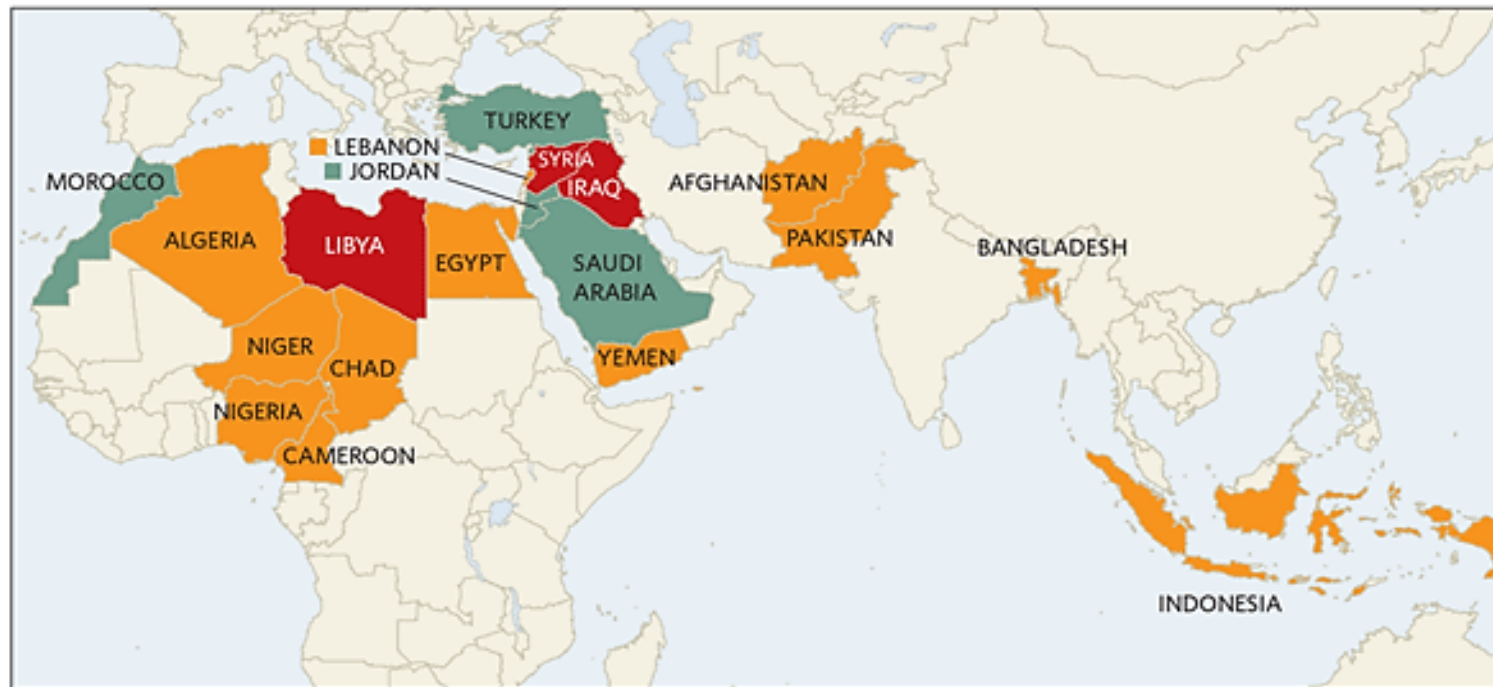 TURKEY
LEBANON
SYRIA
JORDAN
MOROCCO
IRAQ
AFGHANISTAN
ALGERIA
LIBYA
EGYPT
PAKISTAN
BANGLADESH
SAUDI
ARABIA
NIGER
CHAD
YEMEN
NIGERIA
CAMEROON
INDONESIA